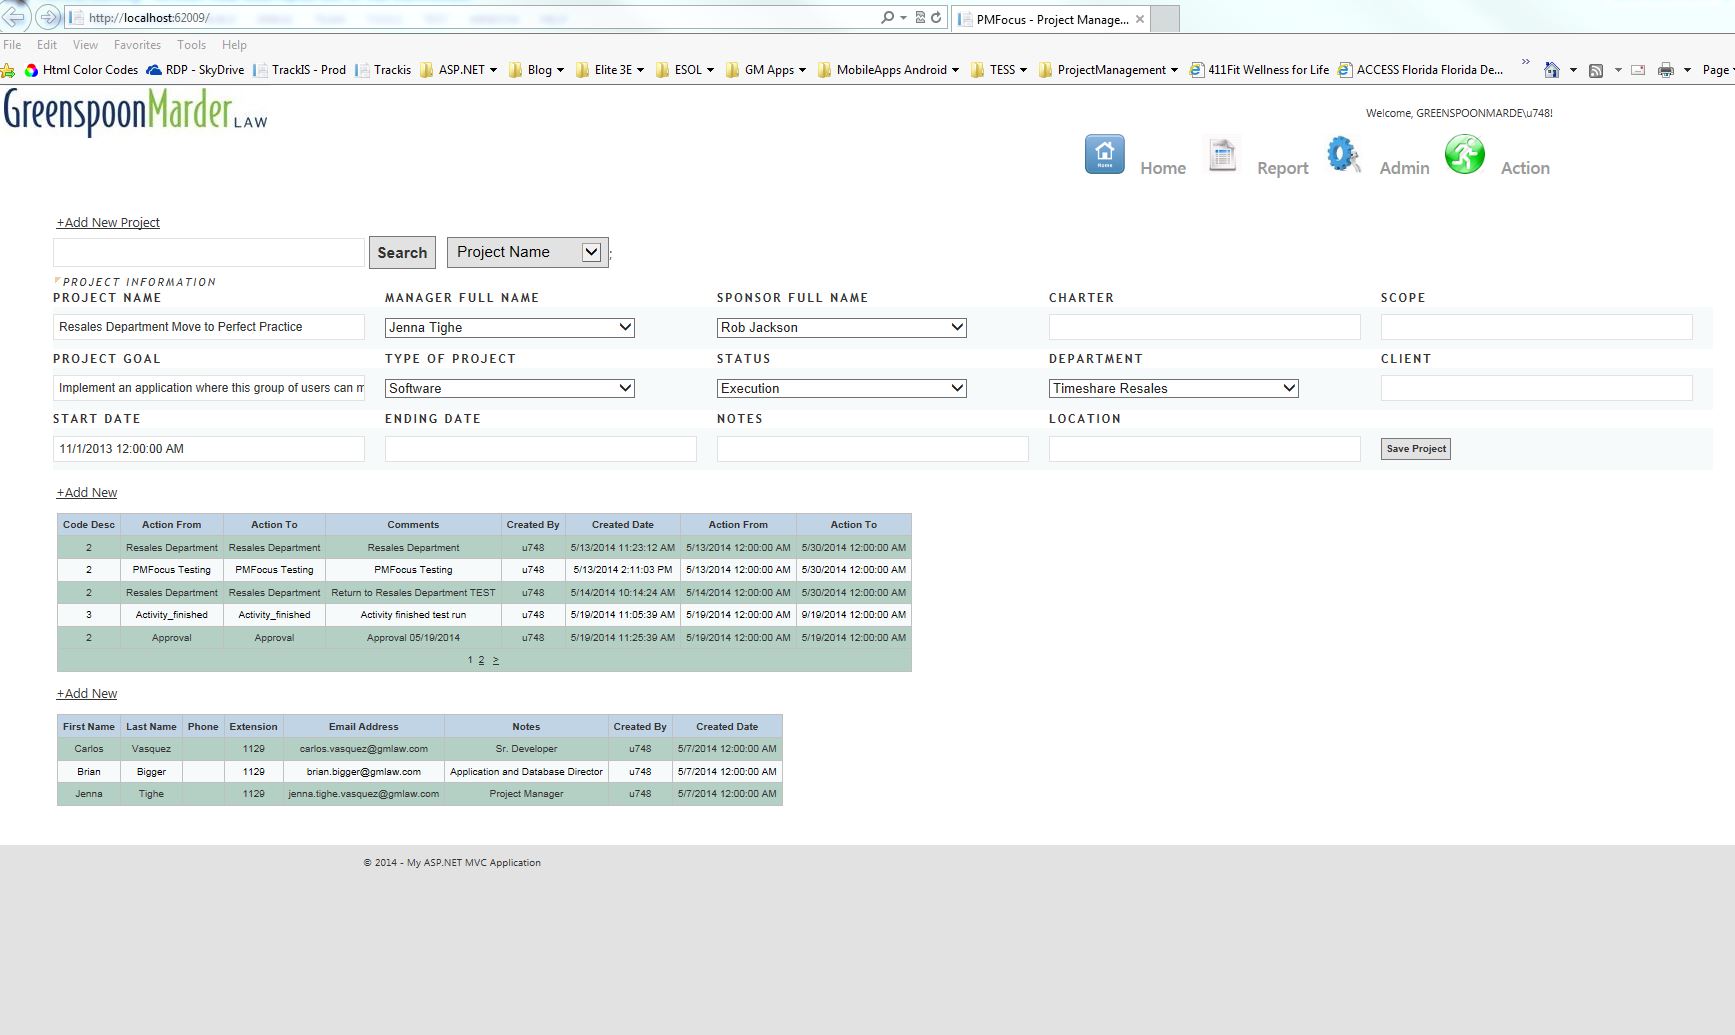 http://localhost:62009/
PMFocus - Project Manage...
File Edit View Favorites Tools Help
Html Color Codes RDP - SkyDrive TrackIS - Prod Trackis ASP.NET Blog Elite 3E ESOL GM Apps MobileApps Android TESS ProjectManagement 411Fit Wellness for Life ACCESS Florida Florida De... » Page
GreenspoonMarder LAW
Welcome, GREENSPOONMARDE\u748!
Home Home Report Admin Action
+Add New Project
Search Project Name ;
PROJECT INFORMATION
PROJECT NAME MANAGER FULL NAME SPONSOR FULL NAME CHARTER SCOPE
Resales Department Move to Perfect Practice Jenna Tighe Rob Jackson
PROJECT GOAL TYPE OF PROJECT STATUS DEPARTMENT CLIENT
Implement an application where this group of users can m Software Execution Timeshare Resales
START DATE ENDING DATE NOTES LOCATION
11/1/2013 12:00:00 AM Save Project
+Add New
Code Desc Action From Action To Comments Created By Created Date Action From Action To
2 Resales Department Resales Department Resales Department u748 5/13/2014 11:23:12 AM 5/13/2014 12:00:00 AM 5/30/2014 12:00:00 AM
2 PMFocus Testing PMFocus Testing PMFocus Testing u748 5/13/2014 2:11:03 PM 5/13/2014 12:00:00 AM 5/30/2014 12:00:00 AM
2 Resales Department Resales Department Return to Resales Department TEST u748 5/14/2014 10:14:24 AM 5/14/2014 12:00:00 AM 5/30/2014 12:00:00 AM
3 Activity_finished Activity_finished Activity finished test run u748 5/19/2014 11:05:39 AM 5/19/2014 12:00:00 AM 9/19/2014 12:00:00 AM
2 Approval Approval Approval 05/19/2014 u748 5/19/2014 11:25:39 AM 5/19/2014 12:00:00 AM 5/19/2014 12:00:00 AM
1 2 >
+Add New
First Name Last Name Phone Extension Email Address Notes Created By Created Date
Carlos Vasquez 1129 carlos.vasquez@gmlaw.com Sr. Developer u748 5/7/2014 12:00:00 AM
Brian Bigger 1129 brian.bigger@gmlaw.com Application and Database Director u748 5/7/2014 12:00:00 AM
Jenna Tighe 1129 jenna.tighe.vasquez@gmlaw.com Project Manager u748 5/7/2014 12:00:00 AM
© 2014 - My ASP.NET MVC Application